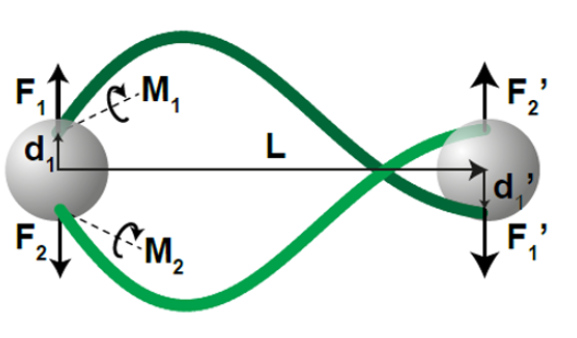 F₁ M₁ F₂’
d₁ L d₁’
F₂ M₂ F₁’